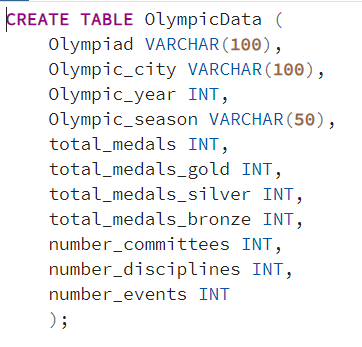 CREATE TABLE OlympicData (
    Olympiad VARCHAR(100),
    Olympic_city VARCHAR(100),
    Olympic_year INT,
    Olympic_season VARCHAR(50),
    total_medals INT,
    total_medals_gold INT,
    total_medals_silver INT,
    total_medals_bronze INT,
    number_committees INT,
    number_disciplines INT,
    number_events INT
    );